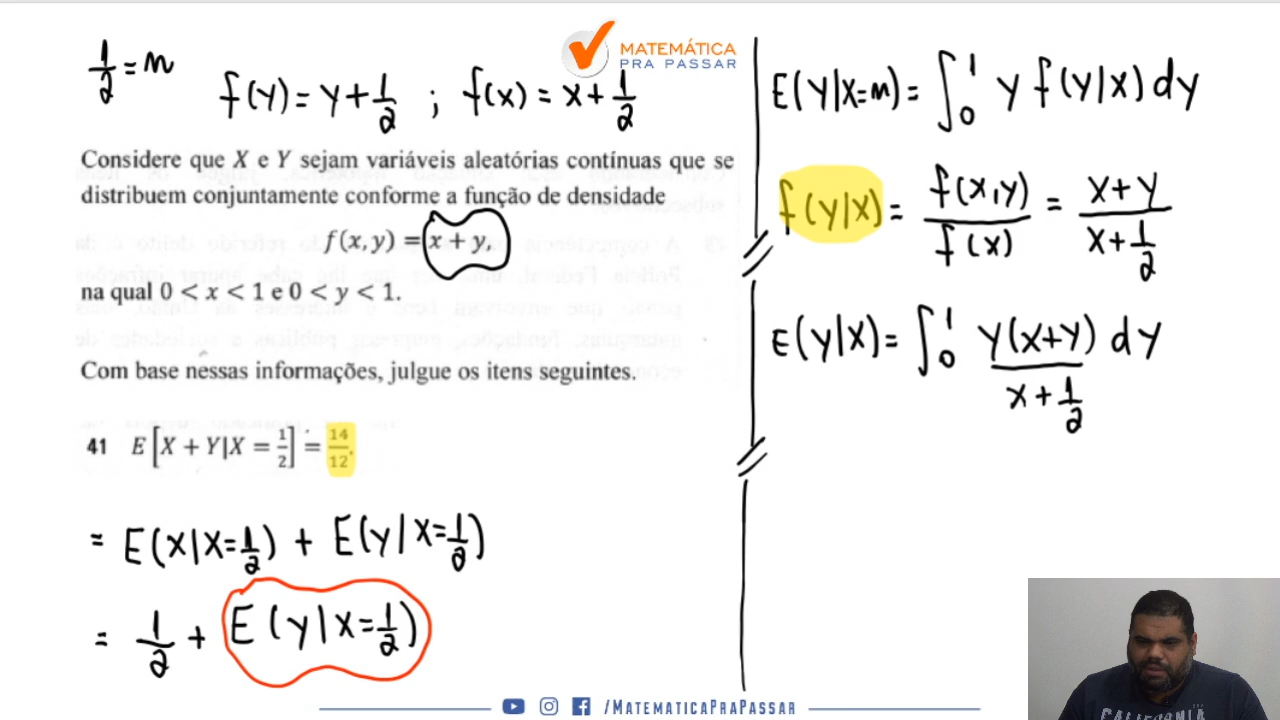 MATEMÁTICA
PRA PASSAR
1/2 = n
f(y) = y + 1/2 ; f(x) = x + 1/2
Considere que X e Y sejam variáveis aleatórias contínuas que se
distribuem conjuntamente conforme a função de densidade
f(x, y) = x + y,
na qual 0 < x < 1 e 0 < y < 1.
Com base nessas informações, julgue os itens seguintes.
41 E[X + Y|X = 1/2] = 14/12.
= E(X|X=1/2) + E(y|X=1/2)
= 1/2 + E(y|X=1/2)
E(Y|X=n) = ∫₀¹ y f(y|x) dy
f(y|x) = f(x,y)/f(x) = (x+y)/(x+1/2)
E(y|x) = ∫₀¹ y(x+y)/(x+1/2) dy
/MATEMATICAPRAPASSAR
CALIFORNIA